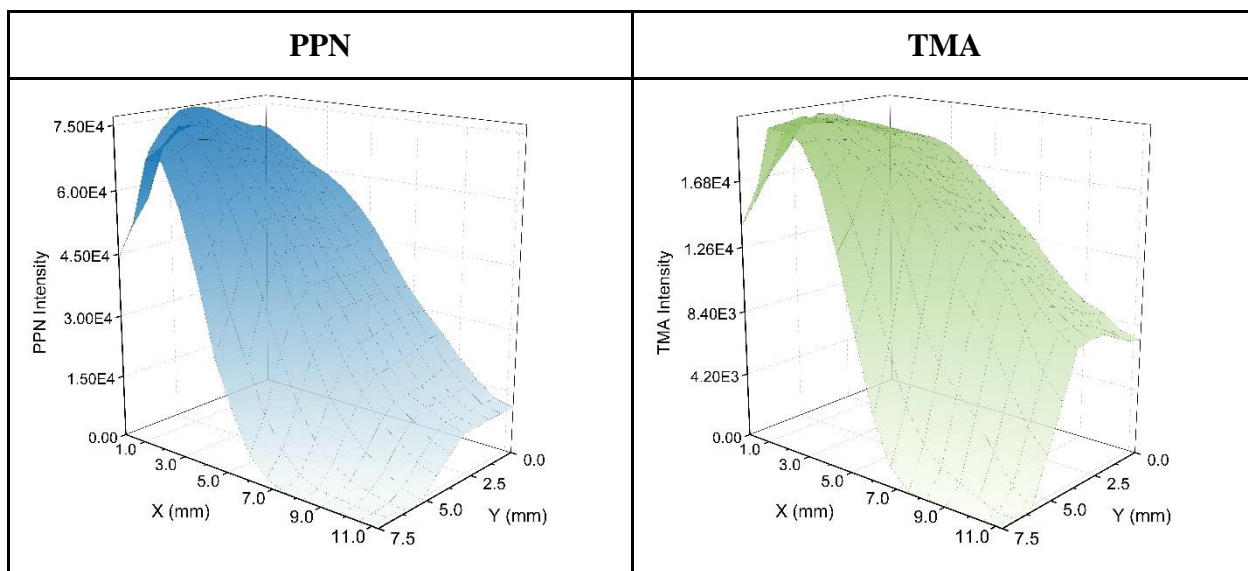 PPN
TMA
7.50E4
6.00E4
4.50E4
3.00E4
1.50E4
0.00
PPN Intensity
1.0
3.0
5.0
7.0
9.0
11.0
X (mm)
0.0
2.5
5.0
7.5
Y (mm)
1.68E4
1.26E4
8.40E3
4.20E3
0.00
TMA Intensity
1.0
3.0
5.0
7.0
9.0
11.0
X (mm)
0.0
2.5
5.0
7.5
Y (mm)